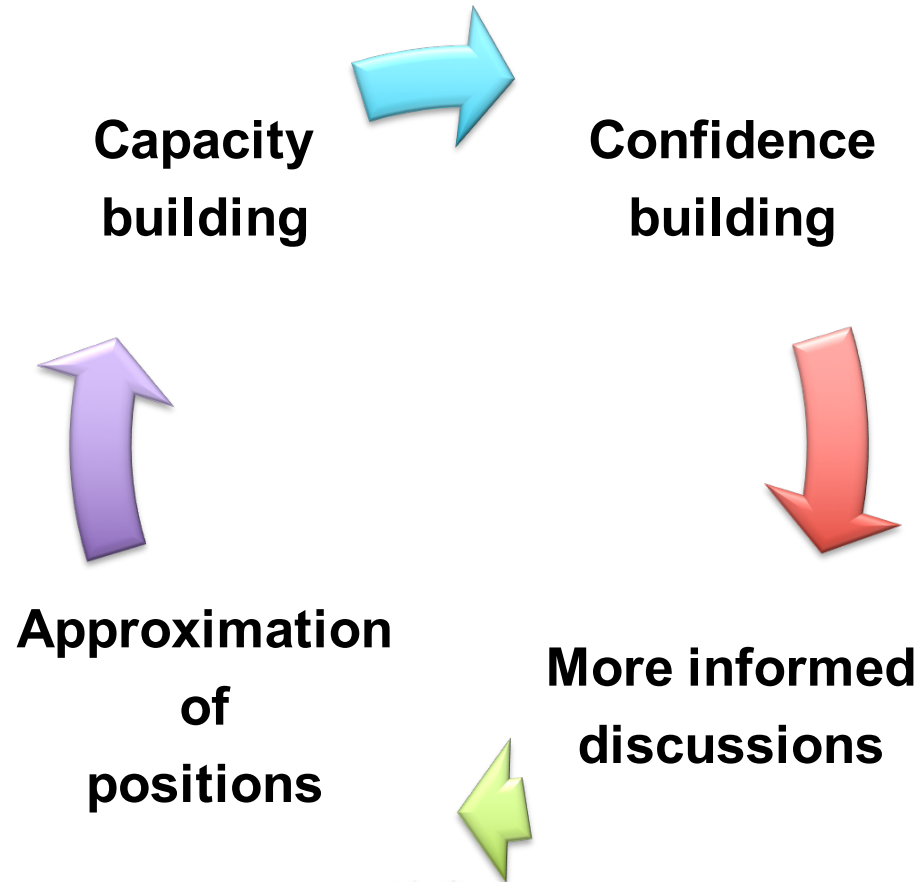 Capacity
building
Confidence
building
More informed
discussions
Approximation
of
positions